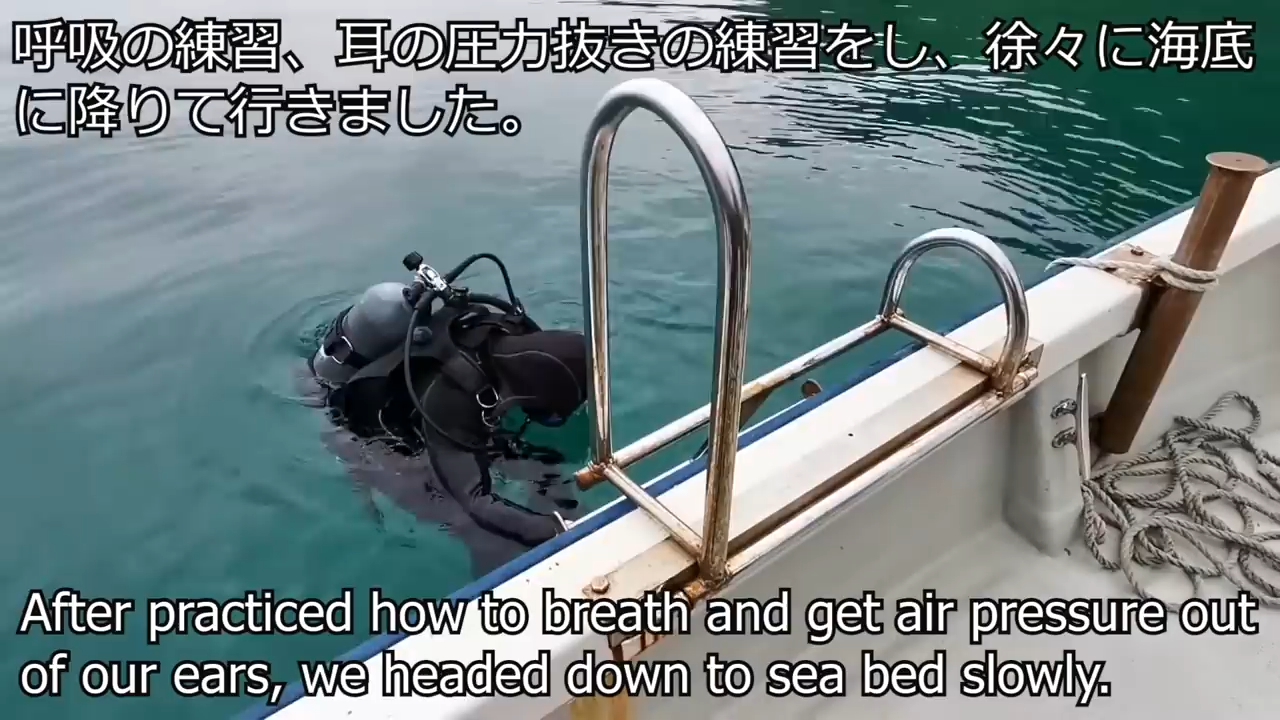 呼吸の練習、耳の圧力抜きの練習をし、徐々に海底
に降りて行きました。
After practiced how to breath and get air pressure out
of our ears, we headed down to sea bed slowly.